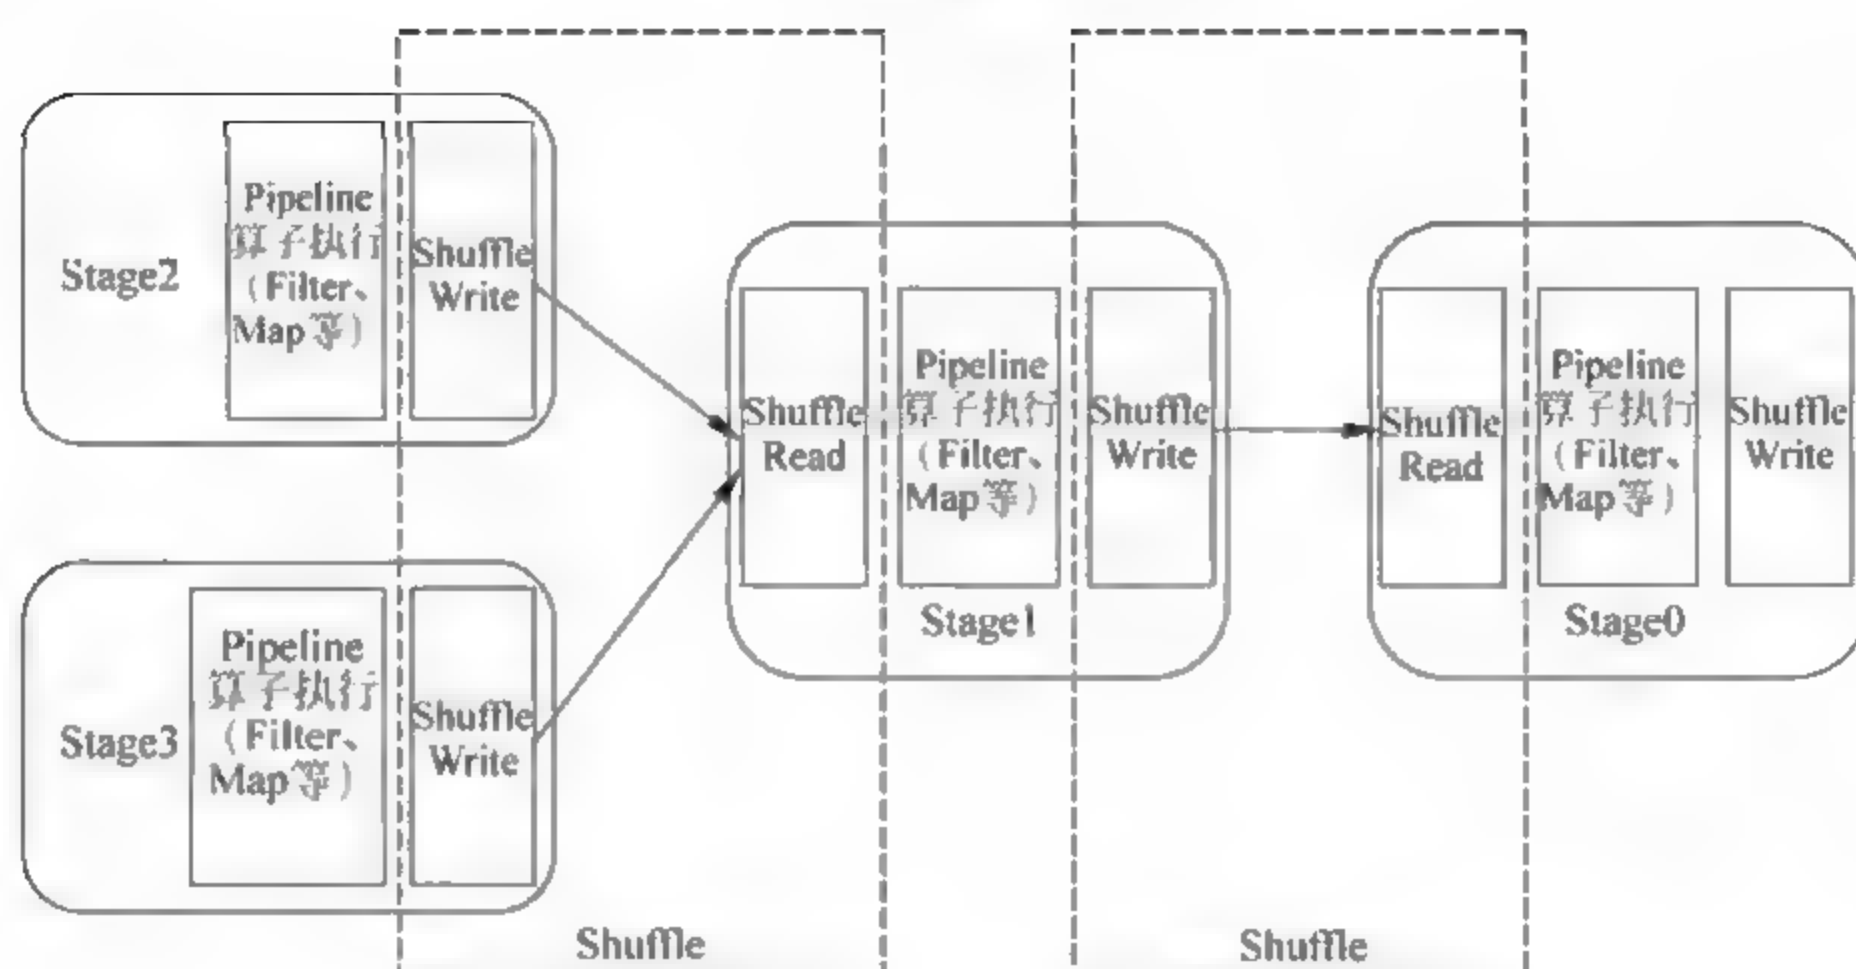 Stage2
Pipeline
算子执行
（Filter、
Map等）
Shuffle
Write
Stage3
Pipeline
算子执行
（Filter、
Map等）
Shuffle
Write
Shuffle
Read
Pipeline
算子执行
（Filter、
Map等）
Shuffle
Write
Stage1
Shuffle
Read
Pipeline
算子执行
（Filter、
Map等）
Shuffle
Write
Stage0
Shuffle
Shuffle